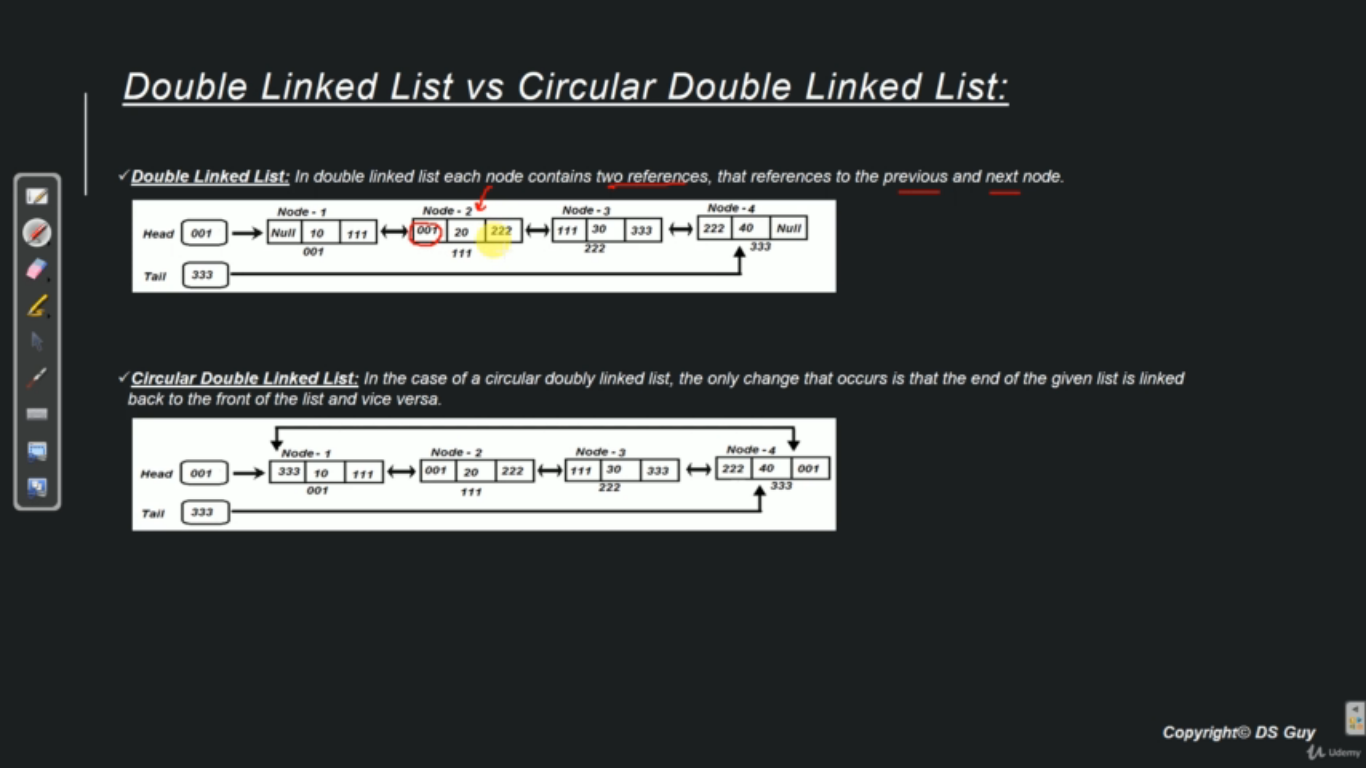 Double Linked List vs Circular Double Linked List:
✓Double Linked List: In double linked list each node contains two references, that references to the previous and next node.
Node - 1 Node - 2 Node - 3 Node - 4
Head 001 Null 10 111 001 20 222 111 30 333 222 40 Null
001 111 222 333
Tail 333
✓Circular Double Linked List: In the case of a circular doubly linked list, the only change that occurs is that the end of the given list is linked
back to the front of the list and vice versa.
Node - 1 Node - 2 Node - 3 Node - 4
Head 001 333 10 111 001 20 222 111 30 333 222 40 001
001 111 222 333
Tail 333
Copyright© DS Guy
Udemy